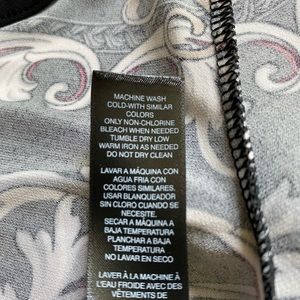 MACHINE WASH
COLD-WITH SIMILAR
COLORS
ONLY NON-CHLORINE
BLEACH WHEN NEEDED
TUMBLE DRY LOW
WARM IRON AS NEEDED
DO NOT DRY CLEAN
LAVAR A MÁQUINA CON
AGUA FRIA CON
COLORES SIMILARES.
USAR BLANQUEADOR
SIN CLORO CUANDO SE
NECESITE.
SECAR A MÁQUINA A
BAJA TEMPERATURA
PLANCHAR A BAJA
TEMPERATURA
NO LAVAR EN SECO
LAVER À LA MACHINE À
L'EAU FROIDE AVEC DES
VÊTEMENTS DE